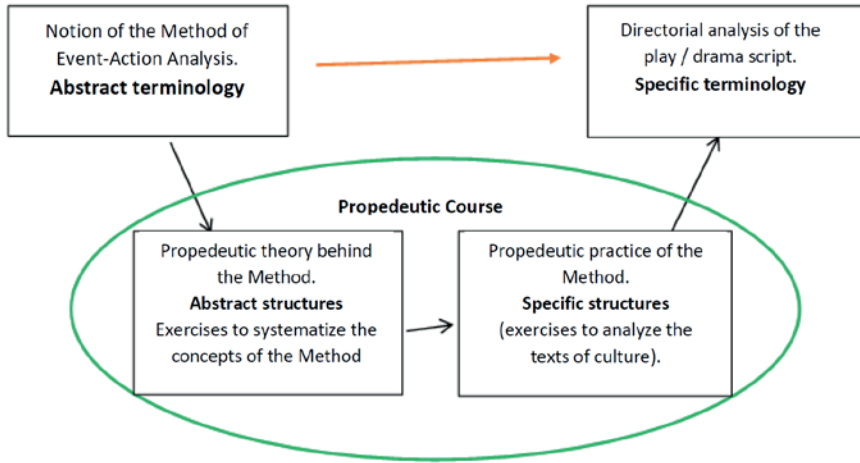 Notion of the Method of
Event-Action Analysis.
Abstract terminology
Directorial analysis of the
play / drama script.
Specific terminology
Propedeutic Course
Propedeutic theory behind
the Method.
Abstract structures
Exercises to systematize the
concepts of the Method
Propedeutic practice of the
Method.
Specific structures
(exercises to analyze the
texts of culture).